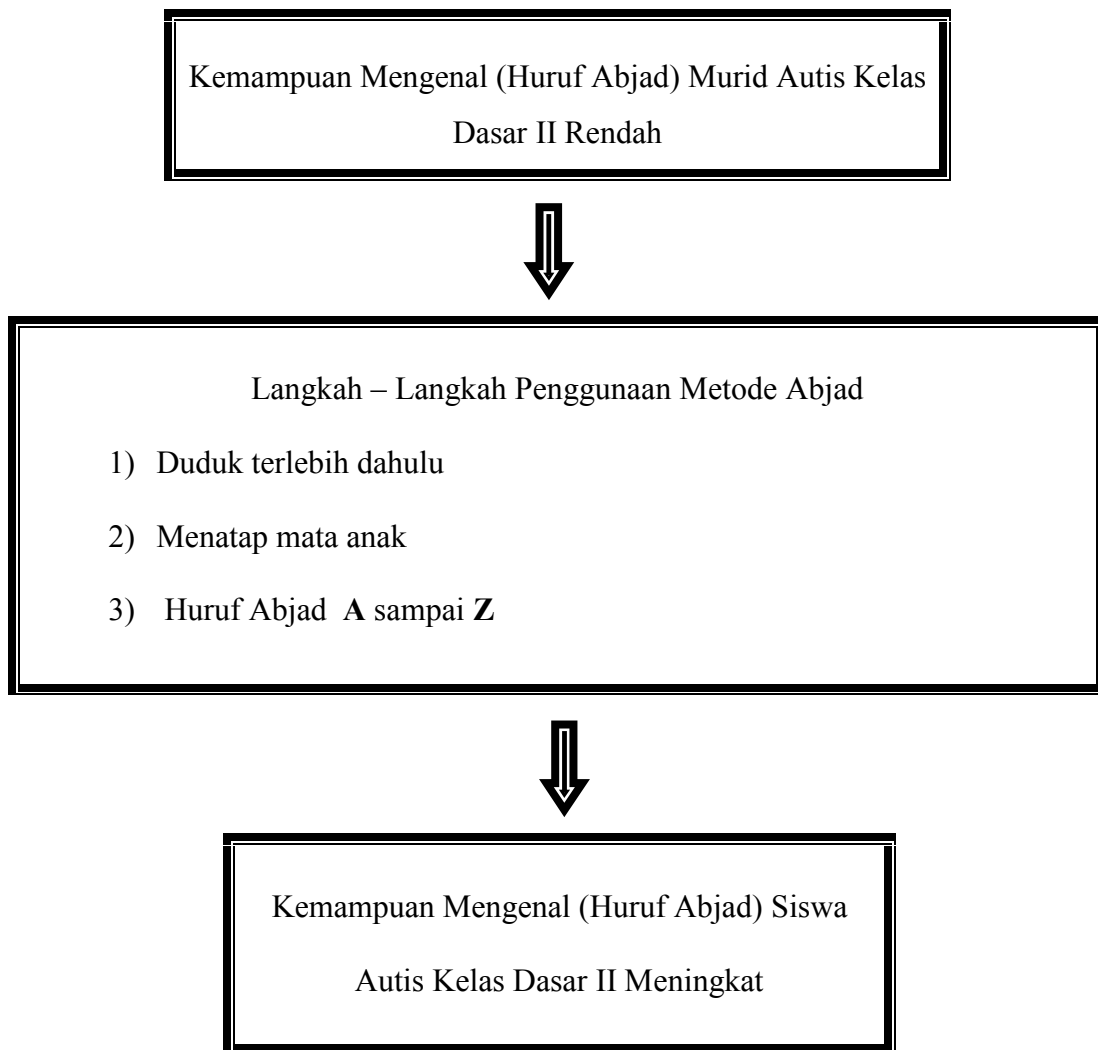 Kemampuan Mengenal (Huruf Abjad) Murid Autis Kelas
Dasar II Rendah
Langkah – Langkah Penggunaan Metode Abjad
1) Duduk terlebih dahulu
2) Menatap mata anak
3) Huruf Abjad A sampai Z
Kemampuan Mengenal (Huruf Abjad) Siswa
Autis Kelas Dasar II Meningkat